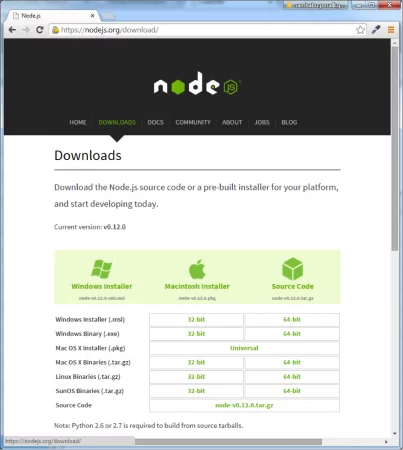 Node.js
https://nodejs.org/download/
node
JS
HOME
DOWNLOADS
DOCS
COMMUNITY
ABOUT
JOBS
BLOG
Downloads
Download the Node.js source code or a pre-built installer for your platform,
and start developing today.
Current version: v0.12.0
Windows Installer
Macintosh Installer
Source Code
node-v0.12.0-x86.msi
node-v0.12.0.pkg
node-v0.12.0.tar.gz
Windows Installer (.msi)
32-bit
64-bit
Windows Binary (.exe)
32-bit
64-bit
Mac OS X Installer (.pkg)
Universal
Mac OS X Binaries (.tar.gz)
32-bit
64-bit
Linux Binaries (.tar.gz)
32-bit
64-bit
SunOS Binaries (.tar.gz)
32-bit
64-bit
Source Code
node-v0.12.0.tar.gz
Note: Python 2.6 or 2.7 is required to build from source tarballs.
https://nodejs.org/download/